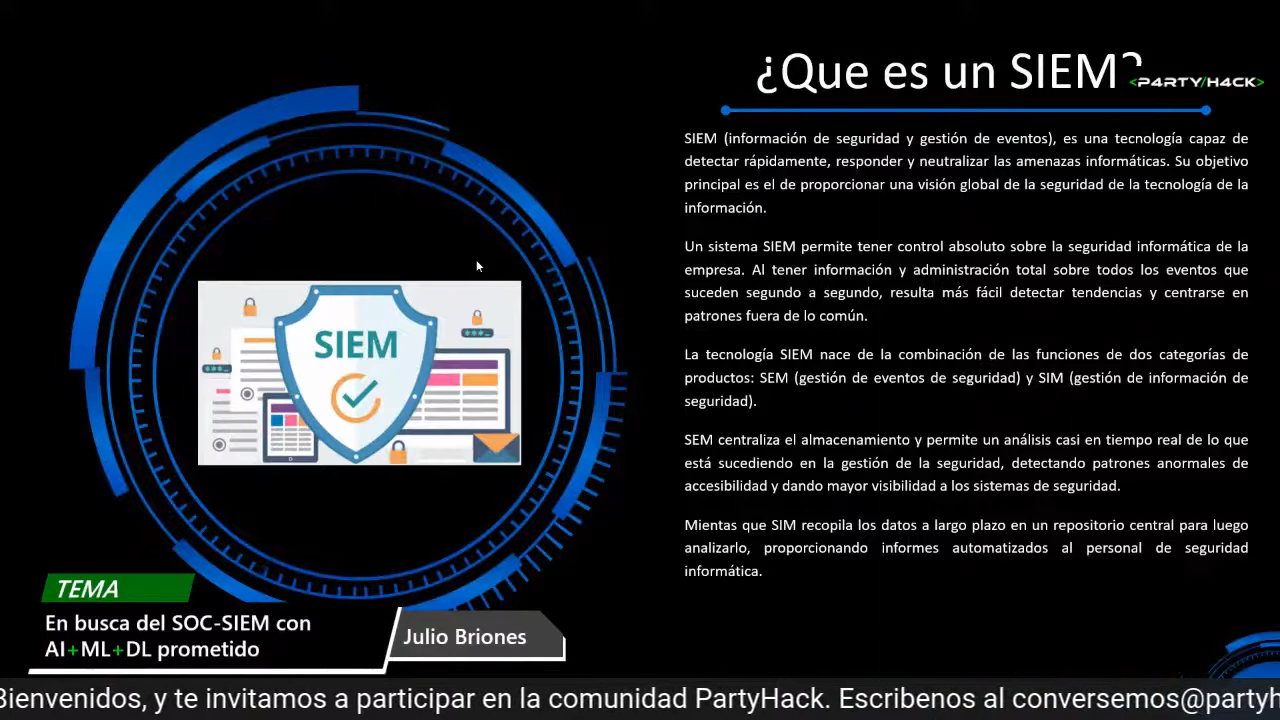 ¿Que es un SIEM?
<P4RTY/H4CK>
SIEM (información de seguridad y gestión de eventos), es una tecnología capaz de
detectar rápidamente, responder y neutralizar las amenazas informáticas. Su objetivo
principal es el de proporcionar una visión global de la seguridad de la tecnología de la
información.
Un sistema SIEM permite tener control absoluto sobre la seguridad informática de la
empresa. Al tener información y administración total sobre todos los eventos que
suceden segundo a segundo, resulta más fácil detectar tendencias y centrarse en
patrones fuera de lo común.
La tecnología SIEM nace de la combinación de las funciones de dos categorías de
productos: SEM (gestión de eventos de seguridad) y SIM (gestión de información de
seguridad).
SEM centraliza el almacenamiento y permite un análisis casi en tiempo real de lo que
está sucediendo en la gestión de la seguridad, detectando patrones anormales de
accesibilidad y dando mayor visibilidad a los sistemas de seguridad.
Mientas que SIM recopila los datos a largo plazo en un repositorio central para luego
analizarlo, proporcionando informes automatizados al personal de seguridad
informática.
SIEM
TEMA
En busca del SOC-SIEM con
AI+ML+DL prometido
Julio Briones
Bienvenidos, y te invitamos a participar en la comunidad PartyHack. Escribenos al conversemos@partyh